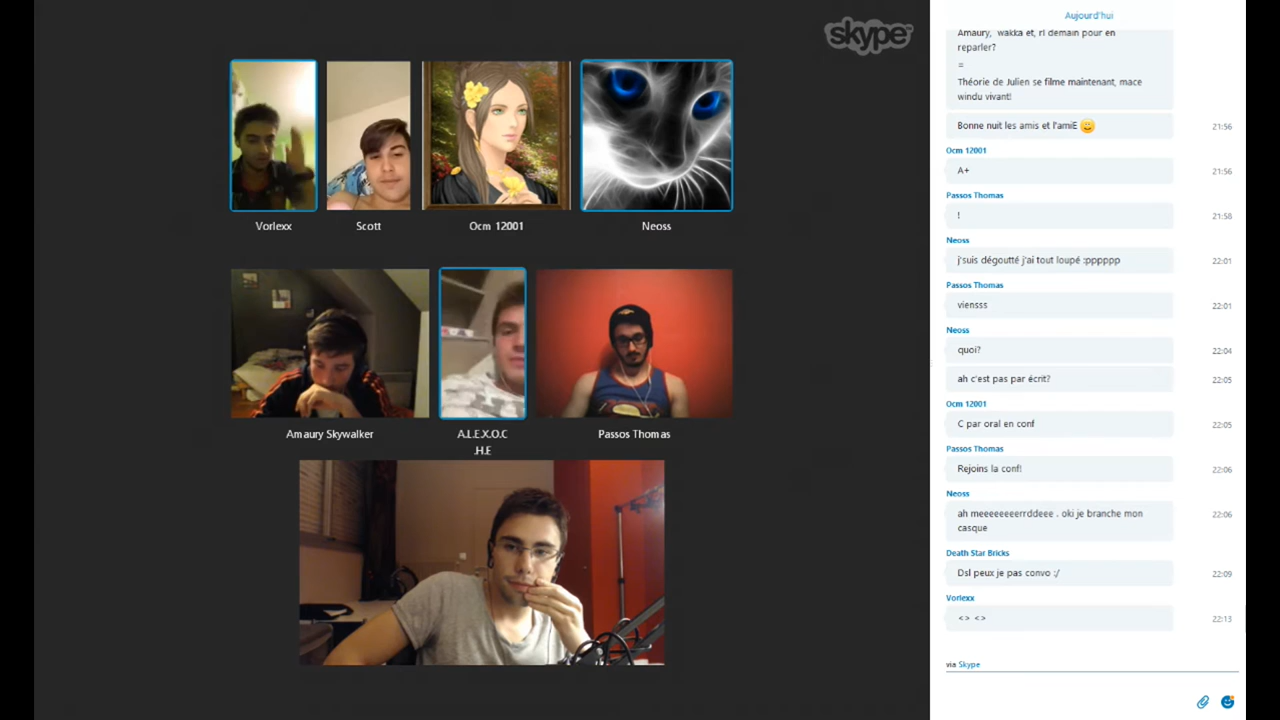 skype
Vorlexx
Scott
Ocm 12001
Neoss
Amaury Skywalker
A.L.E.X.O.C
.H.E
Passos Thomas
Aujourd'hui
Amaury, wakka et, rl demain pour en
reparler?
=
Théorie de Julien se filme maintenant, mace
windu vivant!
Bonne nuit les amis et l'amiE
21:56
Ocm 12001
A+
21:56
Passos Thomas
!
21:58
Neoss
j'suis dégoutté j'ai tout loupé :pppppp
22:01
Passos Thomas
viensss
22:01
Neoss
quoi?
22:04
ah c'est pas par écrit?
22:05
Ocm 12001
C par oral en conf
22:05
Passos Thomas
Rejoins la conf!
22:06
Neoss
ah meeeeeeerrddeee . oki je branche mon
casque
22:06
Death Star Bricks
Dsl peux je pas convo :/
22:09
Vorlexx
<> <>
22:13
via Skype